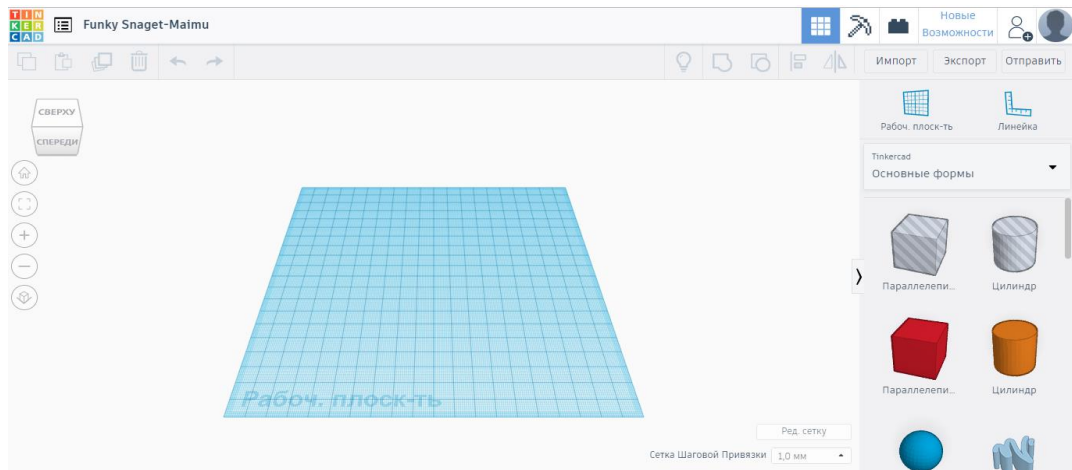 TIN
KER
CAD
Funky Snaget-Maimu
Новые
Возможности
Импорт
Экспорт
Отправить
СВЕРХУ
СПЕРЕДИ
Рабоч. плоск-ть
Линейка
Tinkercad
Основные формы
Параллелепи...
Цилиндр
Параллелепи...
Цилиндр
Рабоч. плоск-ть
Ред. сетку
Сетка Шаговой Привязки
1,0 мм